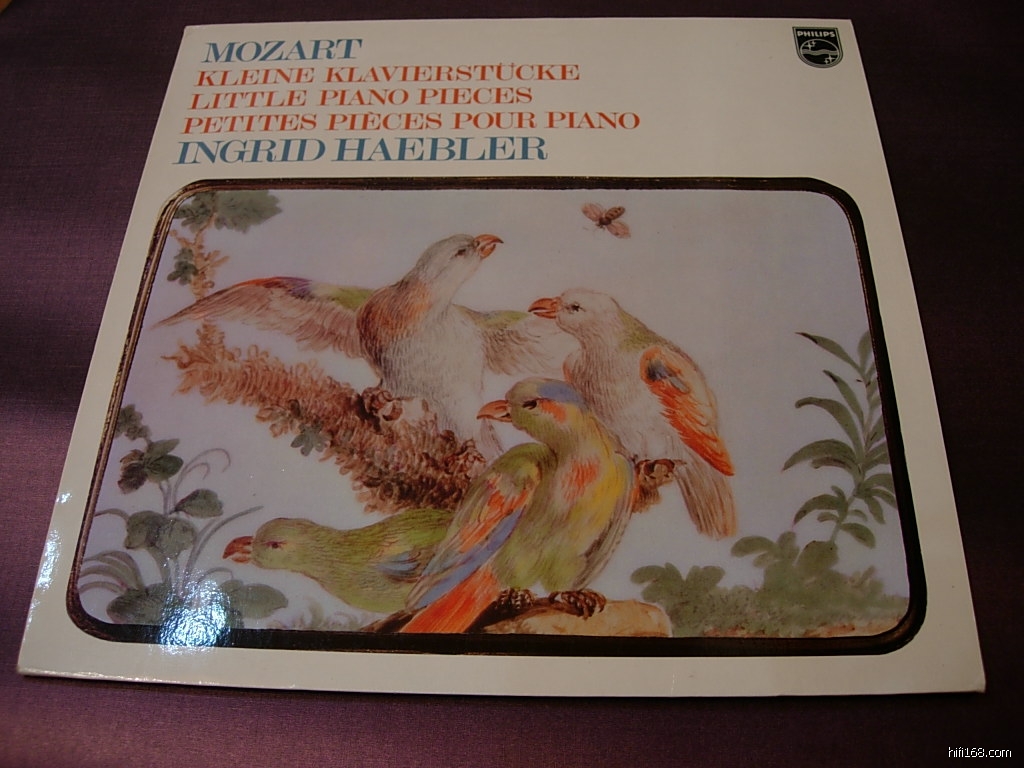 MOZART
KLEINE KLAVIERSTÜCKE
LITTLE PIANO PIECES
PETITES PIÈCES POUR PIANO
INGRID HAEBLER
PHILIPS
hifi168.com